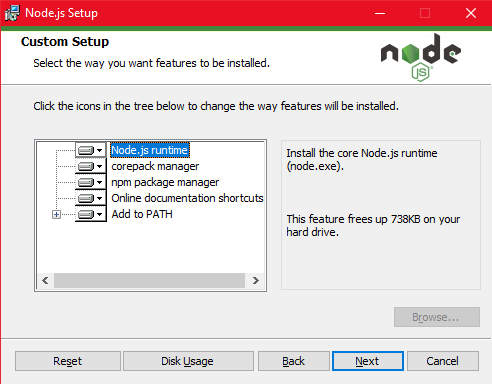 Node.js Setup
Custom Setup
Select the way you want features to be installed.
node
JS
Click the icons in the tree below to change the way features will be installed.
Node.js runtime
corepack manager
npm package manager
Online documentation shortcuts
Add to PATH
Install the core Node.js runtime
(node.exe).
This feature frees up 738KB on your
hard drive.
Browse...
Reset
Disk Usage
Back
Next
Cancel